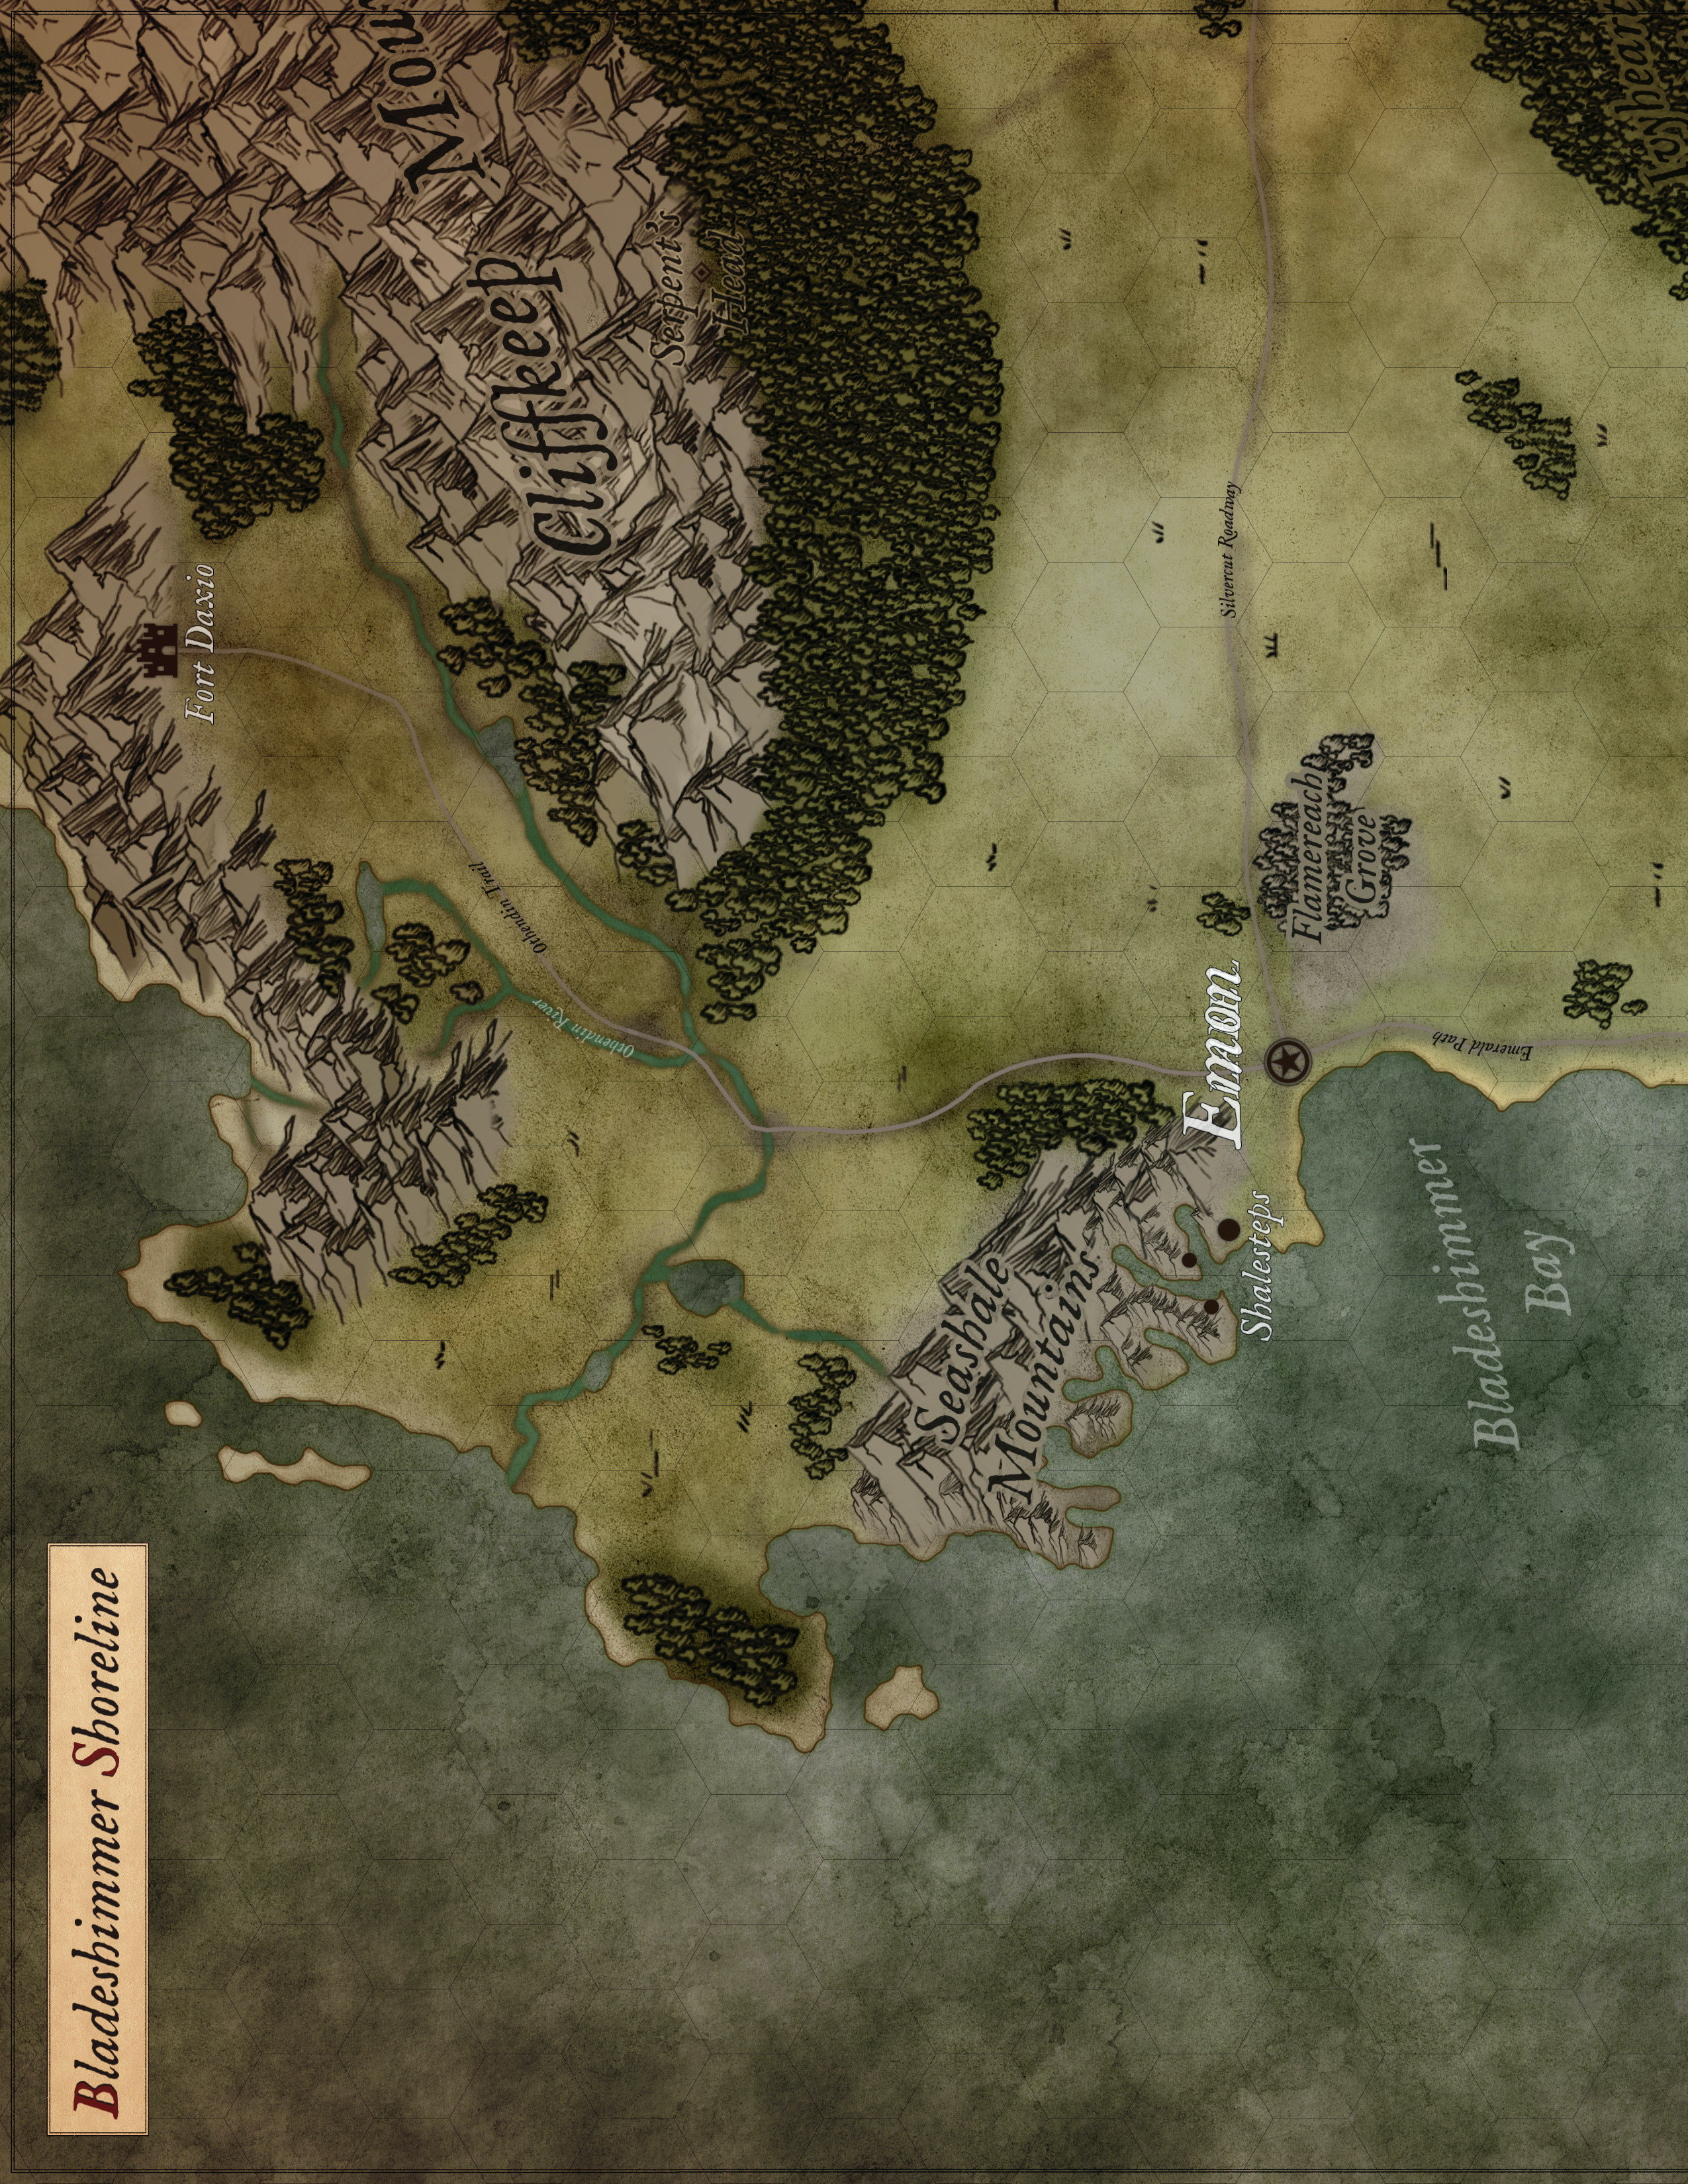 Bladeshimmer Shoreline
Fort Daxio
Cliffkeep Mou
Serpent's
Head
Othendin Trail
Othendin River
Silvercut Roadway
Flamereach
Grove
Emon
Emerald Path
Shalesteps
Seashale
Mountains
Bladeshimmer
Bay